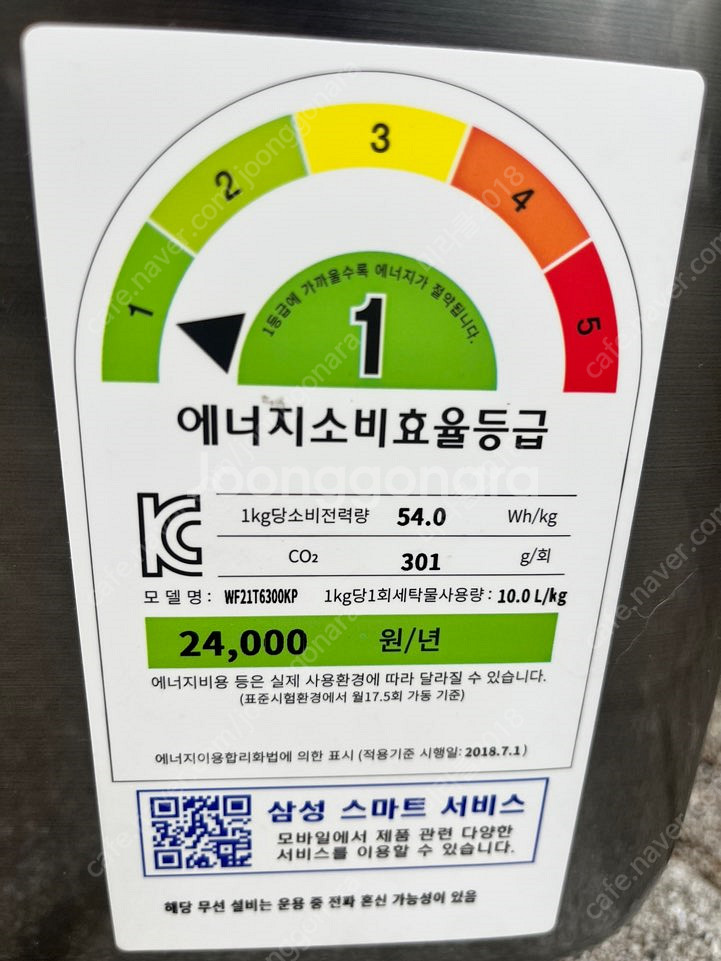 1
2
3
4
5
1등급에 가까울수록 에너지가 절약됩니다.
1
에너지소비효율등급
Joonggonara
1kg당소비전력량 54.0 Wh/kg
CO₂ 301 g/회
모 델 명 : WF21T6300KP 1kg당1회세탁물사용량 : 10.0 L/kg
24,000 원/년
에너지비용 등은 실제 사용환경에 따라 달라질 수 있습니다.
(표준시험환경에서 월17.5회 가동 기준)
에너지이용합리화법에 의한 표시 (적용기준 시행일: 2018.7.1)
삼성 스마트 서비스
모바일에서 제품 관련 다양한
서비스를 이용할 수 있습니다.
해당 무선 설비는 운용 중 전파 혼신 가능성이 있음
cafe.naver.com/joonggonara